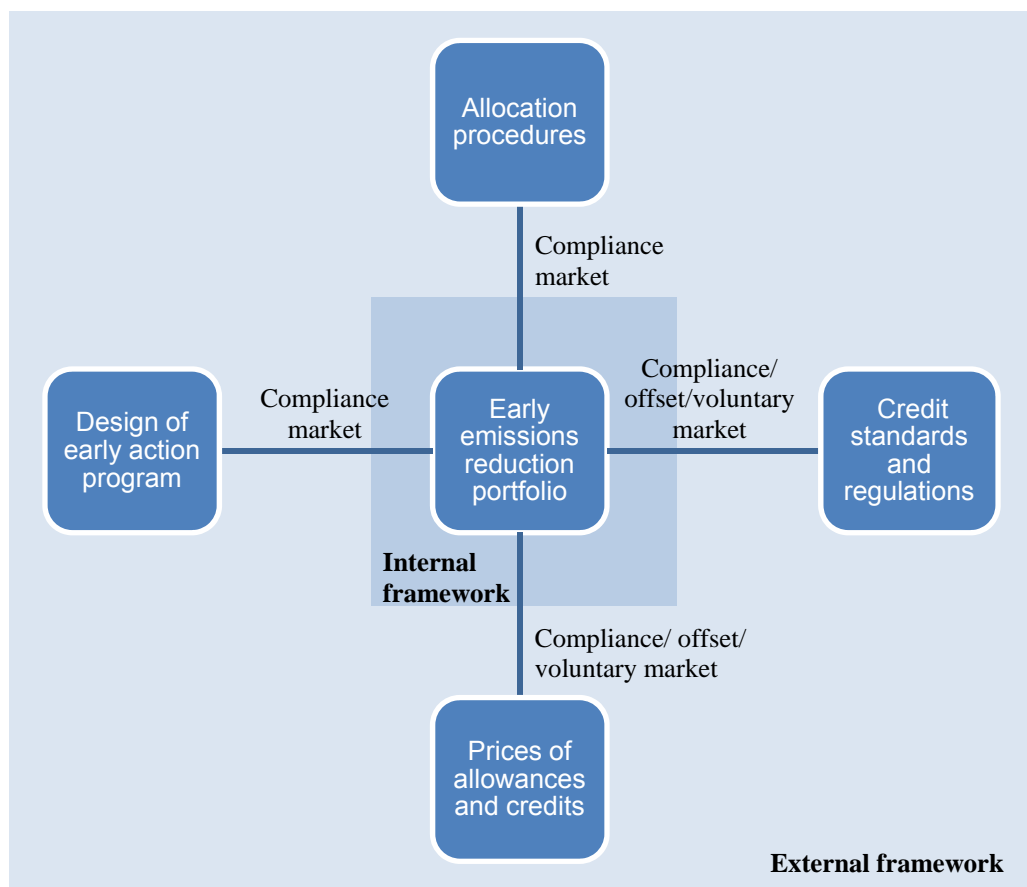 Allocation
procedures
Compliance
market
Design of
early action
program
Compliance
market
Early
emissions
reduction
portfolio
Compliance/
offset/voluntary
market
Credit
standards
and
regulations
Internal
framework
Compliance/ offset/
voluntary market
Prices of
allowances
and credits
External framework